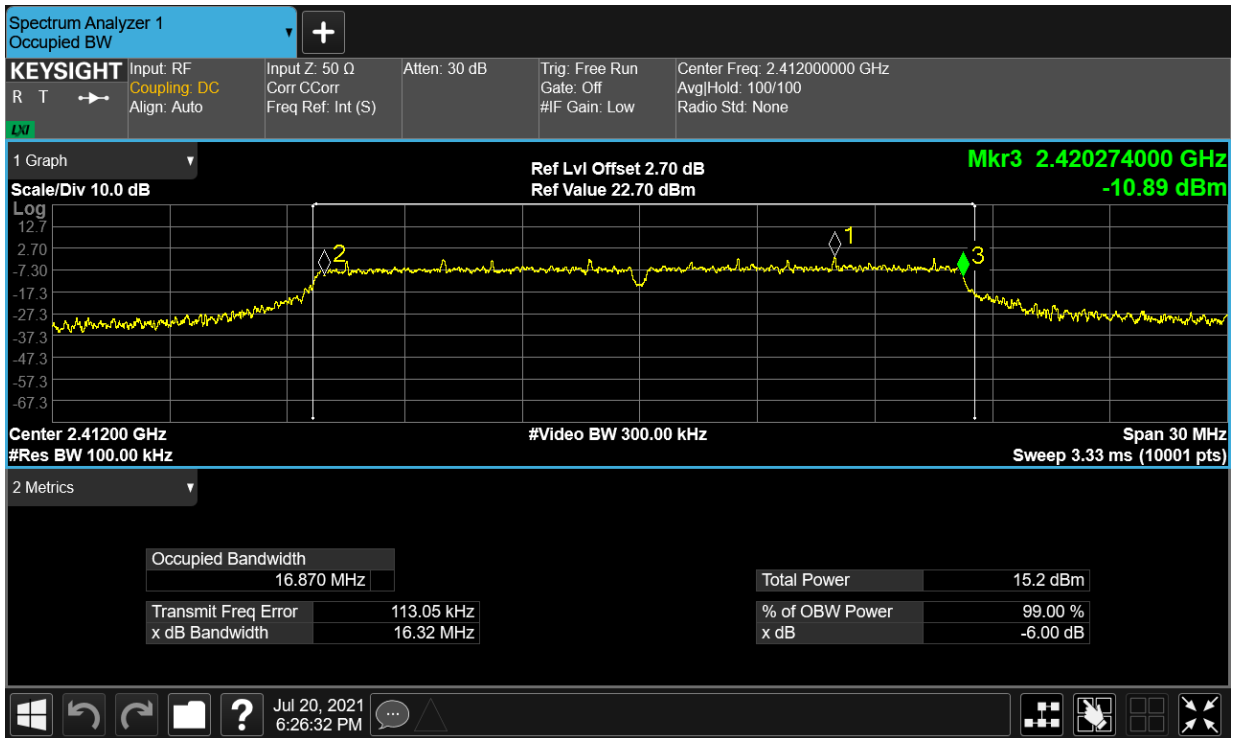 Spectrum Analyzer 1
Occupied BW
KEYSIGHT
R T
LXI
Input: RF
Coupling: DC
Align: Auto
Input Z: 50 Ω
Corr CCorr
Freq Ref: Int (S)
Atten: 30 dB
Trig: Free Run
Gate: Off
#IF Gain: Low
Center Freq: 2.412000000 GHz
Avg|Hold: 100/100
Radio Std: None
1 Graph
Scale/Div 10.0 dB
Ref Lvl Offset 2.70 dB
Ref Value 22.70 dBm
Mkr3 2.420274000 GHz
-10.89 dBm
Log
12.7
2.70
-7.30
-17.3
-27.3
-37.3
-47.3
-57.3
-67.3
2
1
3
Center 2.41200 GHz
#Video BW 300.00 kHz
Span 30 MHz
#Res BW 100.00 kHz
Sweep 3.33 ms (10001 pts)
2 Metrics
Occupied Bandwidth
16.870 MHz
Total Power 15.2 dBm
Transmit Freq Error 113.05 kHz
% of OBW Power 99.00 %
x dB Bandwidth 16.32 MHz
x dB -6.00 dB
?
Jul 20, 2021
6:26:32 PM